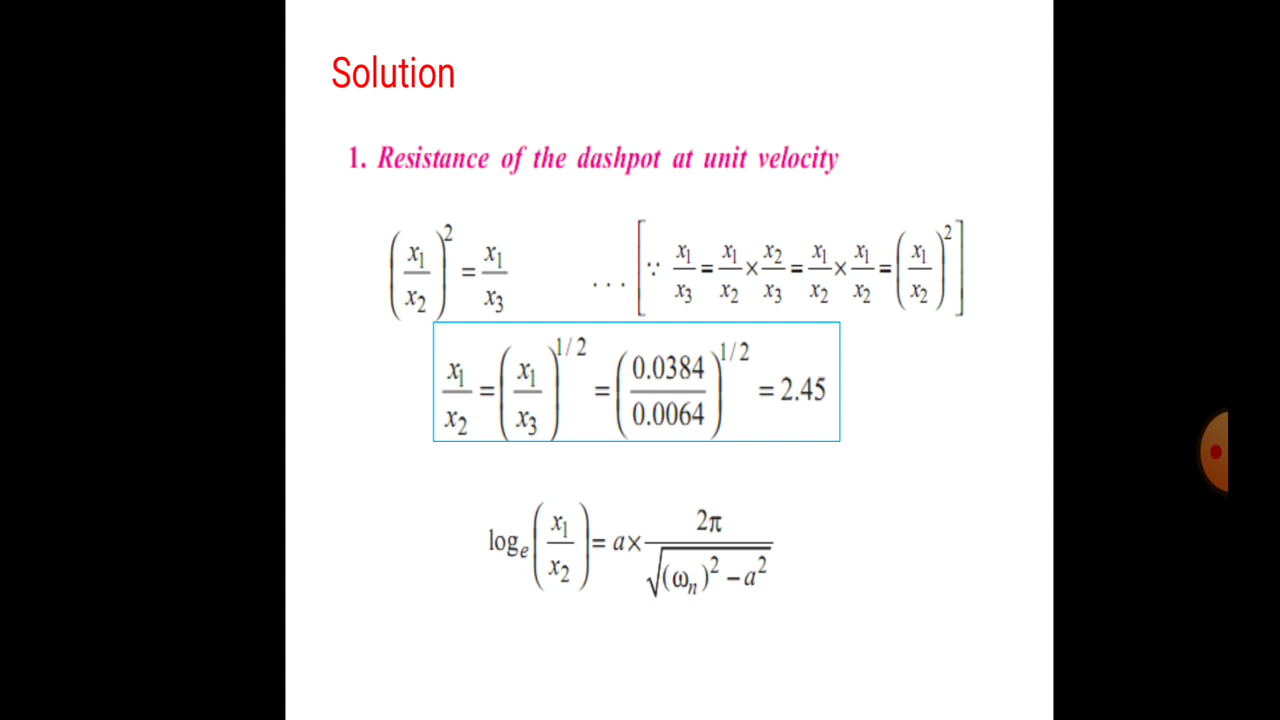 Solution
1. Resistance of the dashpot at unit velocity
(x₁/x₂)² = x₁/x₃ ... [∵ x₁/x₃ = x₁/x₂ × x₂/x₃ = x₁/x₂ × x₁/x₂ = (x₁/x₂)²]
x₁/x₂ = (x₁/x₃)^(1/2) = (0.0384/0.0064)^(1/2) = 2.45
logₑ(x₁/x₂) = a × 2π/√((ωₙ)² − a²)